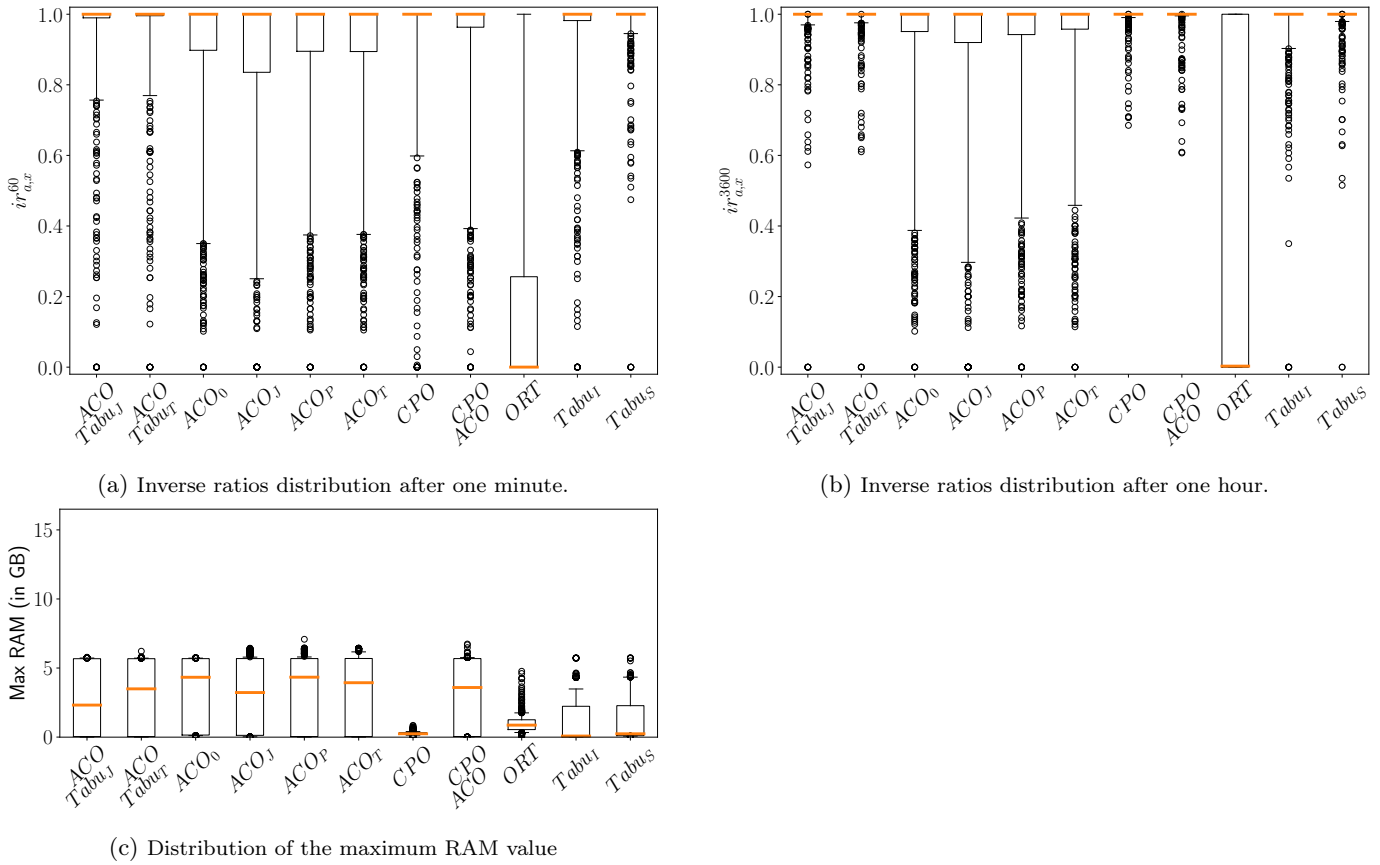 1.0
0.8
0.6
0.4
0.2
0.0
ir^{60}_{a,x}
ACO Tabu_J
ACO Tabu_T
ACO_0
ACO_J
ACO_P
ACO_T
CPO
CPO ACO
ORT
Tabu_I
Tabu_S
(a) Inverse ratios distribution after one minute.
1.0
0.8
0.6
0.4
0.2
0.0
ir^{3600}_{a,x}
ACO Tabu_J
ACO Tabu_T
ACO_0
ACO_J
ACO_P
ACO_T
CPO
CPO ACO
ORT
Tabu_I
Tabu_S
(b) Inverse ratios distribution after one hour.
15
10
5
0
Max RAM (in GB)
ACO Tabu_J
ACO Tabu_T
ACO_0
ACO_J
ACO_P
ACO_T
CPO
CPO ACO
ORT
Tabu_I
Tabu_S
(c) Distribution of the maximum RAM value